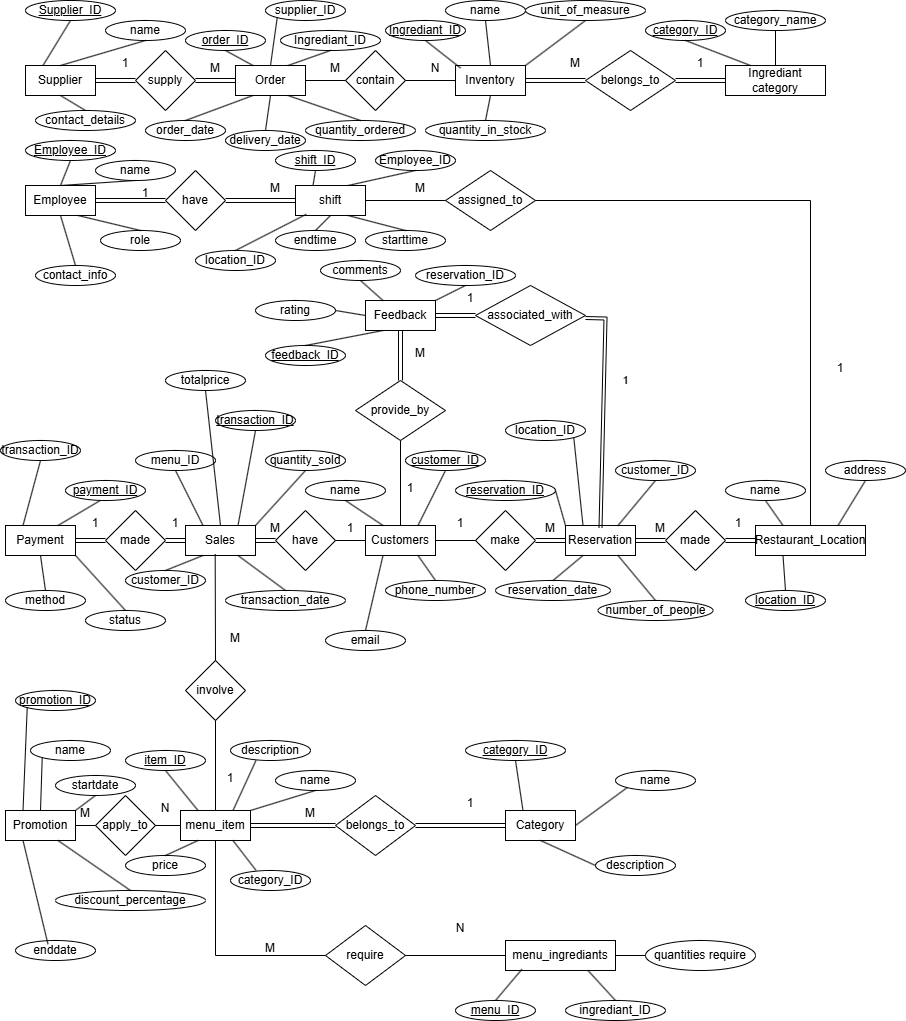 Supplier_ID
supplier_ID
name
unit_of_measure
category_name
name
order_ID
Ingrediant_ID
Ingrediant_ID
category_ID
1
M
M
N
M
1
Supplier
supply
Order
contain
Inventory
belongs_to
Ingrediant
category
contact_details
order_date
delivery_date
quantity_ordered
quantity_in_stock
Employee_ID
name
shift_ID
Employee_ID
1
M
M
Employee
have
shift
assigned_to
role
endtime
starttime
location_ID
contact_info
comments
reservation_ID
1
rating
Feedback
associated_with
feedback_ID
M
1
1
totalprice
provide_by
transaction_ID
location_ID
transaction_ID
menu_ID
quantity_sold
customer_ID
customer_ID
address
payment_ID
name
1
reservation_ID
name
1
1
M
1
1
M
M
1
Payment
made
Sales
have
Customers
make
Reservation
made
Restaurant_Location
customer_ID
phone_number
reservation_date
method
transaction_date
number_of_people
location_ID
status
email
M
involve
promotion_ID
name
item_ID
description
category_ID
startdate
1
name
name
M
N
M
1
Promotion
apply_to
menu_item
belongs_to
Category
price
description
category_ID
discount_percentage
enddate
M
N
require
menu_ingrediants
quantities require
menu_ID
ingrediant_ID